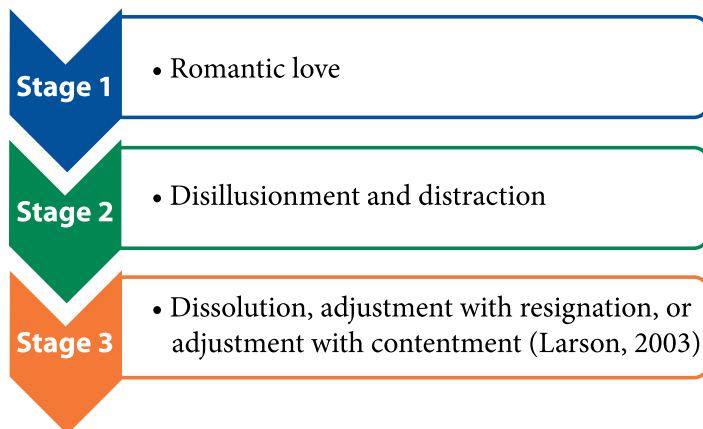 Stage 1
• Romantic love
Stage 2
• Disillusionment and distraction
Stage 3
• Dissolution, adjustment with resignation, or
adjustment with contentment (Larson, 2003)